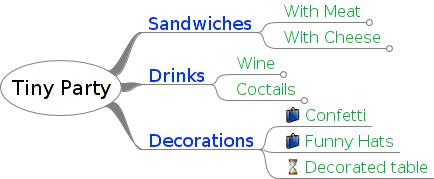 Tiny Party
Sandwiches
With Meat
With Cheese
Drinks
Wine
Coctails
Decorations
Confetti
Funny Hats
Decorated table